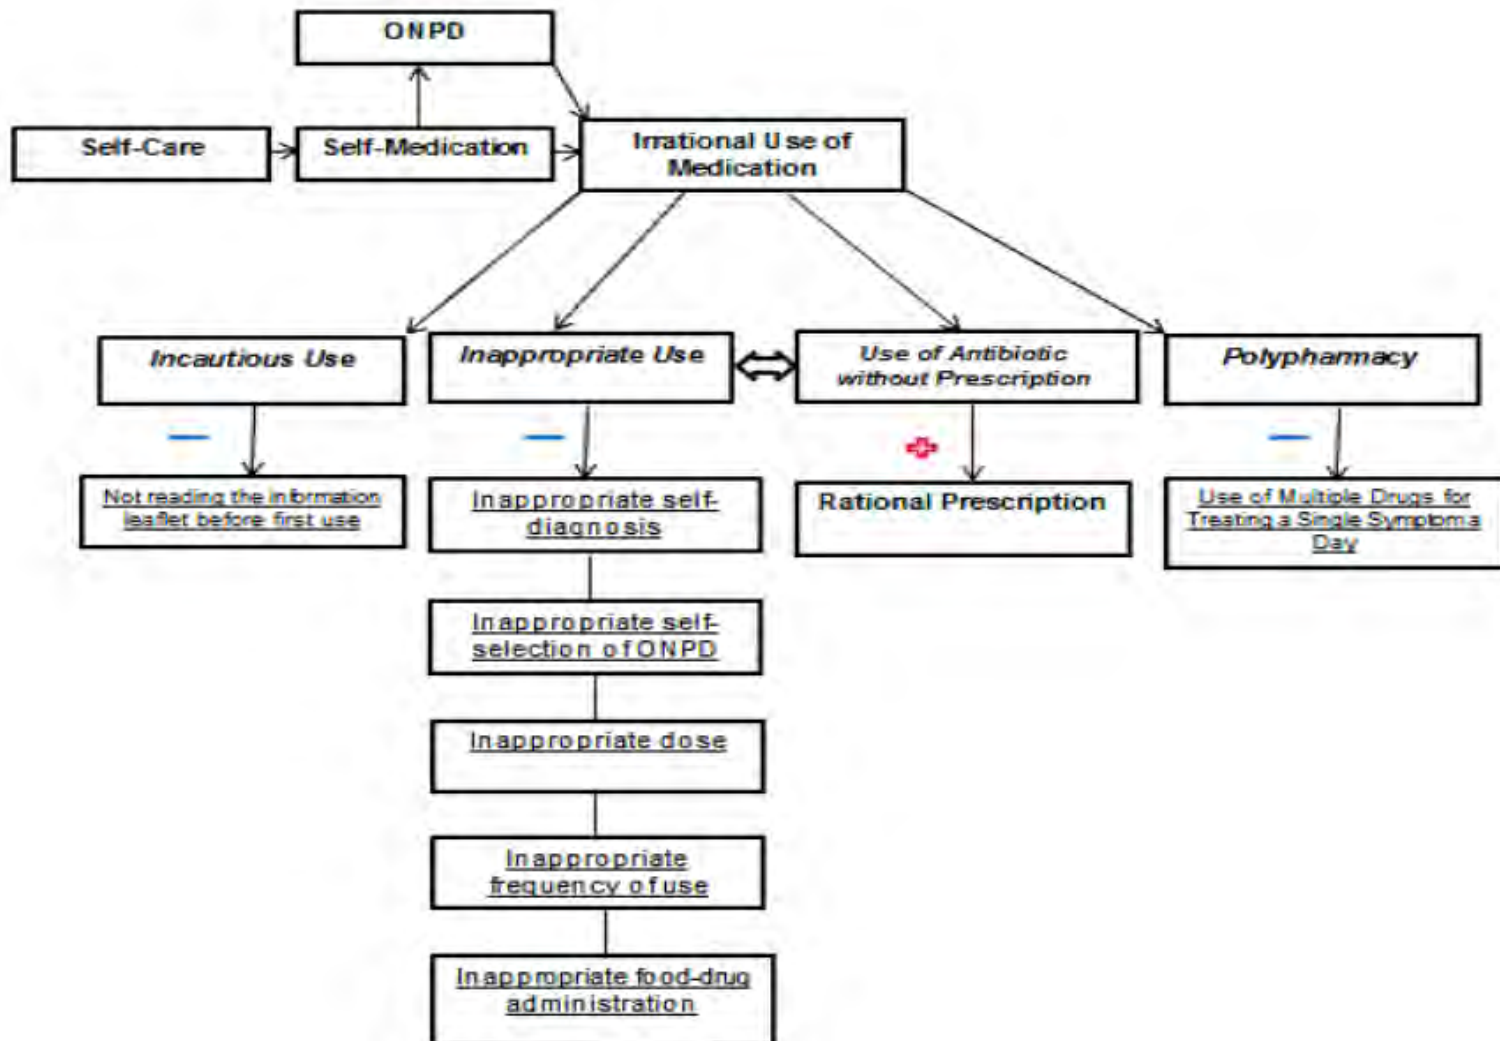 ONPD
Self-Care
Self-Medication
Irrational Use of
Medication
Incautious Use
Inappropriate Use
Use of Antibiotic
without Prescription
Polypharmacy
Not reading the information
leaflet before first use
Inappropriate self-
diagnosis
Rational Prescription
Use of Multiple Drugs for
Treating a Single Symptom a
Day
Inappropriate self-
selection of ONPD
Inappropriate dose
Inappropriate
frequency of use
Inappropriate food-drug
administration